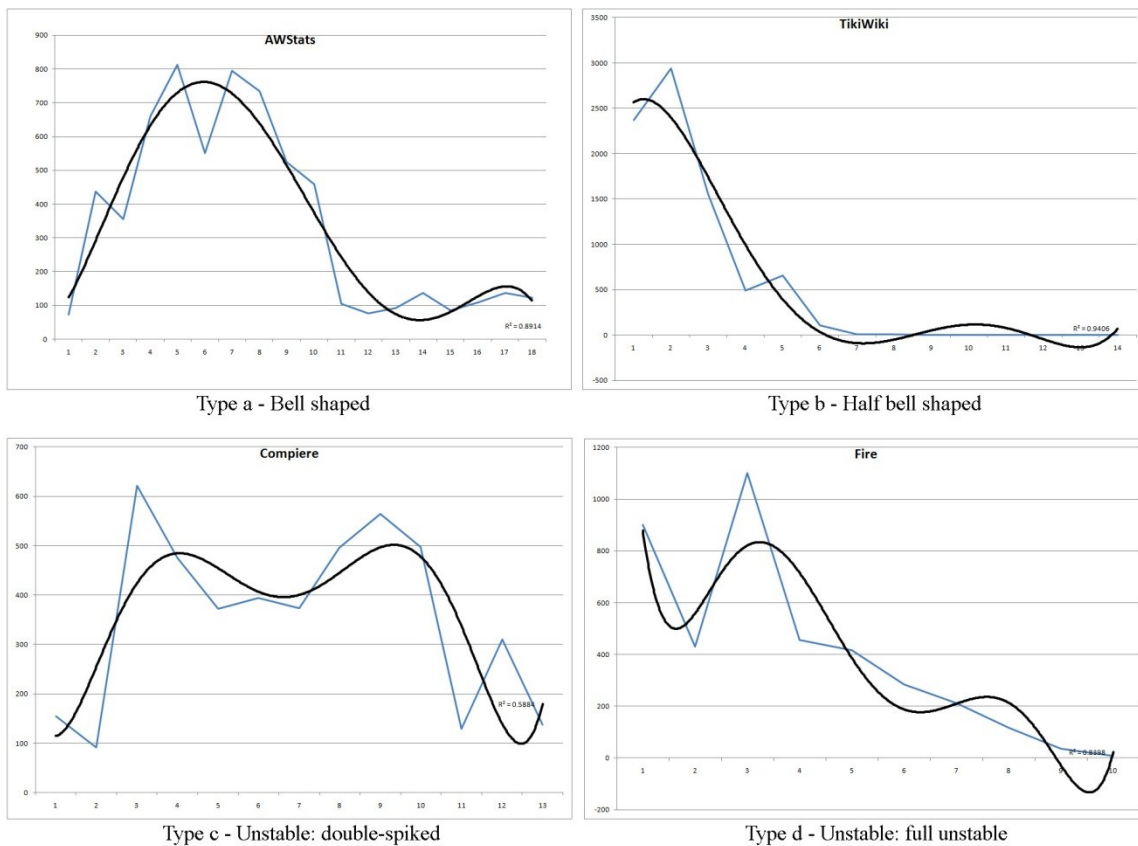 AWStats
900
800
700
600
500
400
300
200
100
0
R² = 0.8914
1 2 3 4 5 6 7 8 9 10 11 12 13 14 15 16 17 18
Type a - Bell shaped
TikiWiki
3500
3000
2500
2000
1500
1000
500
0
-500
R² = 0.9406
1 2 3 4 5 6 7 8 9 10 11 12 13 14
Type b - Half bell shaped
Compiere
700
600
500
400
300
200
100
0
R² = 0.5884
1 2 3 4 5 6 7 8 9 10 11 12 13
Type c - Unstable: double-spiked
Fire
1200
1000
800
600
400
200
0
-200
R² = 0.8398
1 2 3 4 5 6 7 8 9 10
Type d - Unstable: full unstable